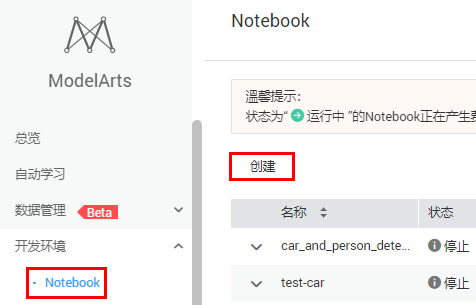 ModelArts
总览
自动学习
数据管理 Beta
开发环境
Notebook
Notebook
温馨提示：
状态为“ 运行中 ”的Notebook正在产生
创建
名称 状态
car_and_person_dete... 停止
test-car 停止